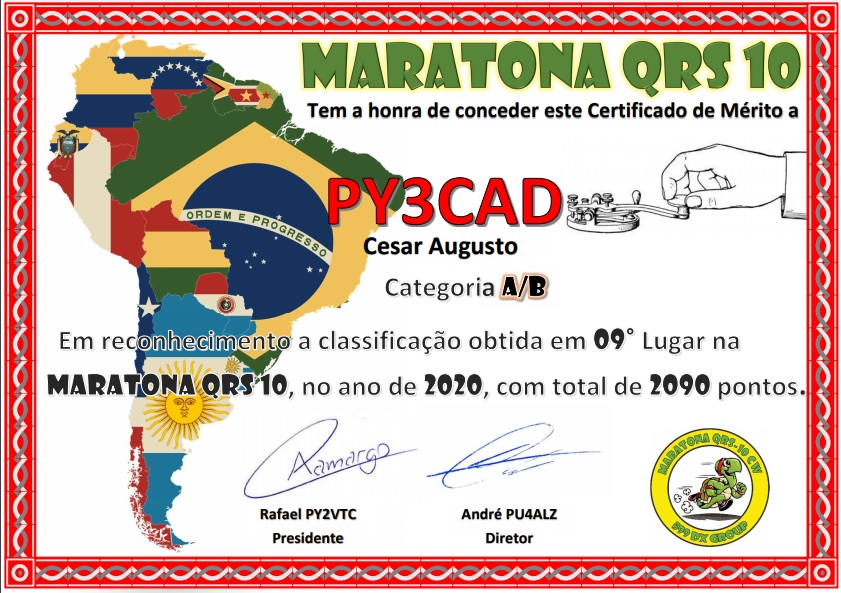 MARATONA QRS 10
Tem a honra de conceder este Certificado de Mérito a
PY3CAD
ORDEM E PROGRESSO
Cesar Augusto
Categoria A/B
Em reconhecimento a classificação obtida em 09° Lugar na
MARATONA QRS 10, no ano de 2020, com total de 2090 pontos.
Camargo
Rafael PY2VTC
Presidente
André PU4ALZ
Diretor
MARATONA QRS-10 CW
599 DX GROUP